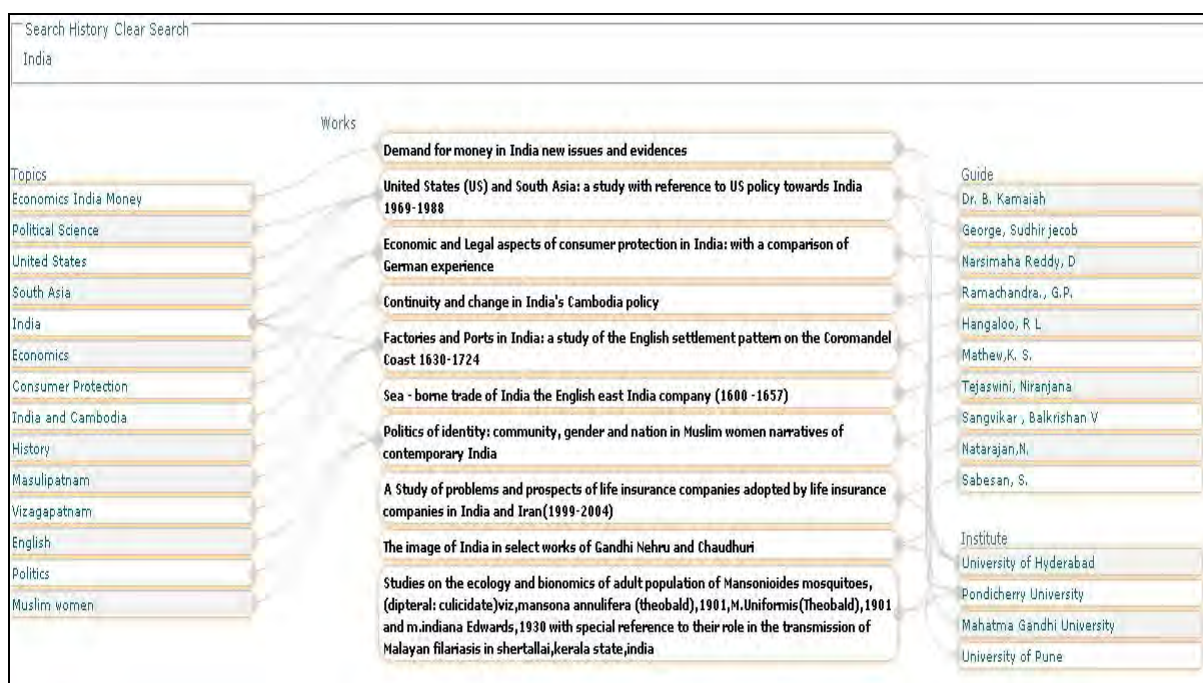 Search History Clear Search
India
Works
Topics
Economics India Money
Political Science
United States
South Asia
India
Economics
Consumer Protection
India and Cambodia
History
Masulipatnam
Vizagapatnam
English
Politics
Muslim women
Demand for money in India new issues and evidences
United States (US) and South Asia: a study with reference to US policy towards India
1969-1988
Economic and Legal aspects of consumer protection in India: with a comparison of
German experience
Continuity and change in India's Cambodia policy
Factories and Ports in India: a study of the English settlement pattern on the Coromandel
Coast 1630-1724
Sea - borne trade of India the English east India company (1600 -1657)
Politics of identity: community, gender and nation in Muslim women narratives of
contemporary India
A Study of problems and prospects of life insurance companies adopted by life insurance
companies in India and Iran(1999-2004)
The image of India in select works of Gandhi Nehru and Chaudhuri
Studies on the ecology and bionomics of adult population of Mansonioides mosquitoes,
(dipteral: culicidate)viz,mansona annulifera (theobald),1901,M.Uniformis(Theobald),1901
and m.indiana Edwards,1930 with special reference to their role in the transmission of
Malayan filariasis in shertallai,kerala state,india
Guide
Dr. B. Kamaiah
George, Sudhir jecob
Narsimaha Reddy, D
Ramachandra., G.P.
Hangaloo, R L
Mathew,K. S.
Tejaswini, Niranjana
Sangvikar , Balkrishan V
Natarajan,N.
Sabesan, S.
Institute
University of Hyderabad
Pondicherry University
Mahatma Gandhi University
University of Pune